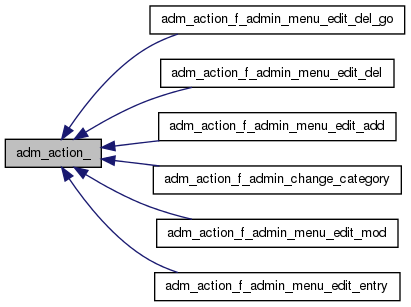 adm_action_f_admin_menu_edit_del_go
adm_action_f_admin_menu_edit_del
adm_action_f_admin_menu_edit_add
adm_action_
adm_action_f_admin_change_category
adm_action_f_admin_menu_edit_mod
adm_action_f_admin_menu_edit_entry